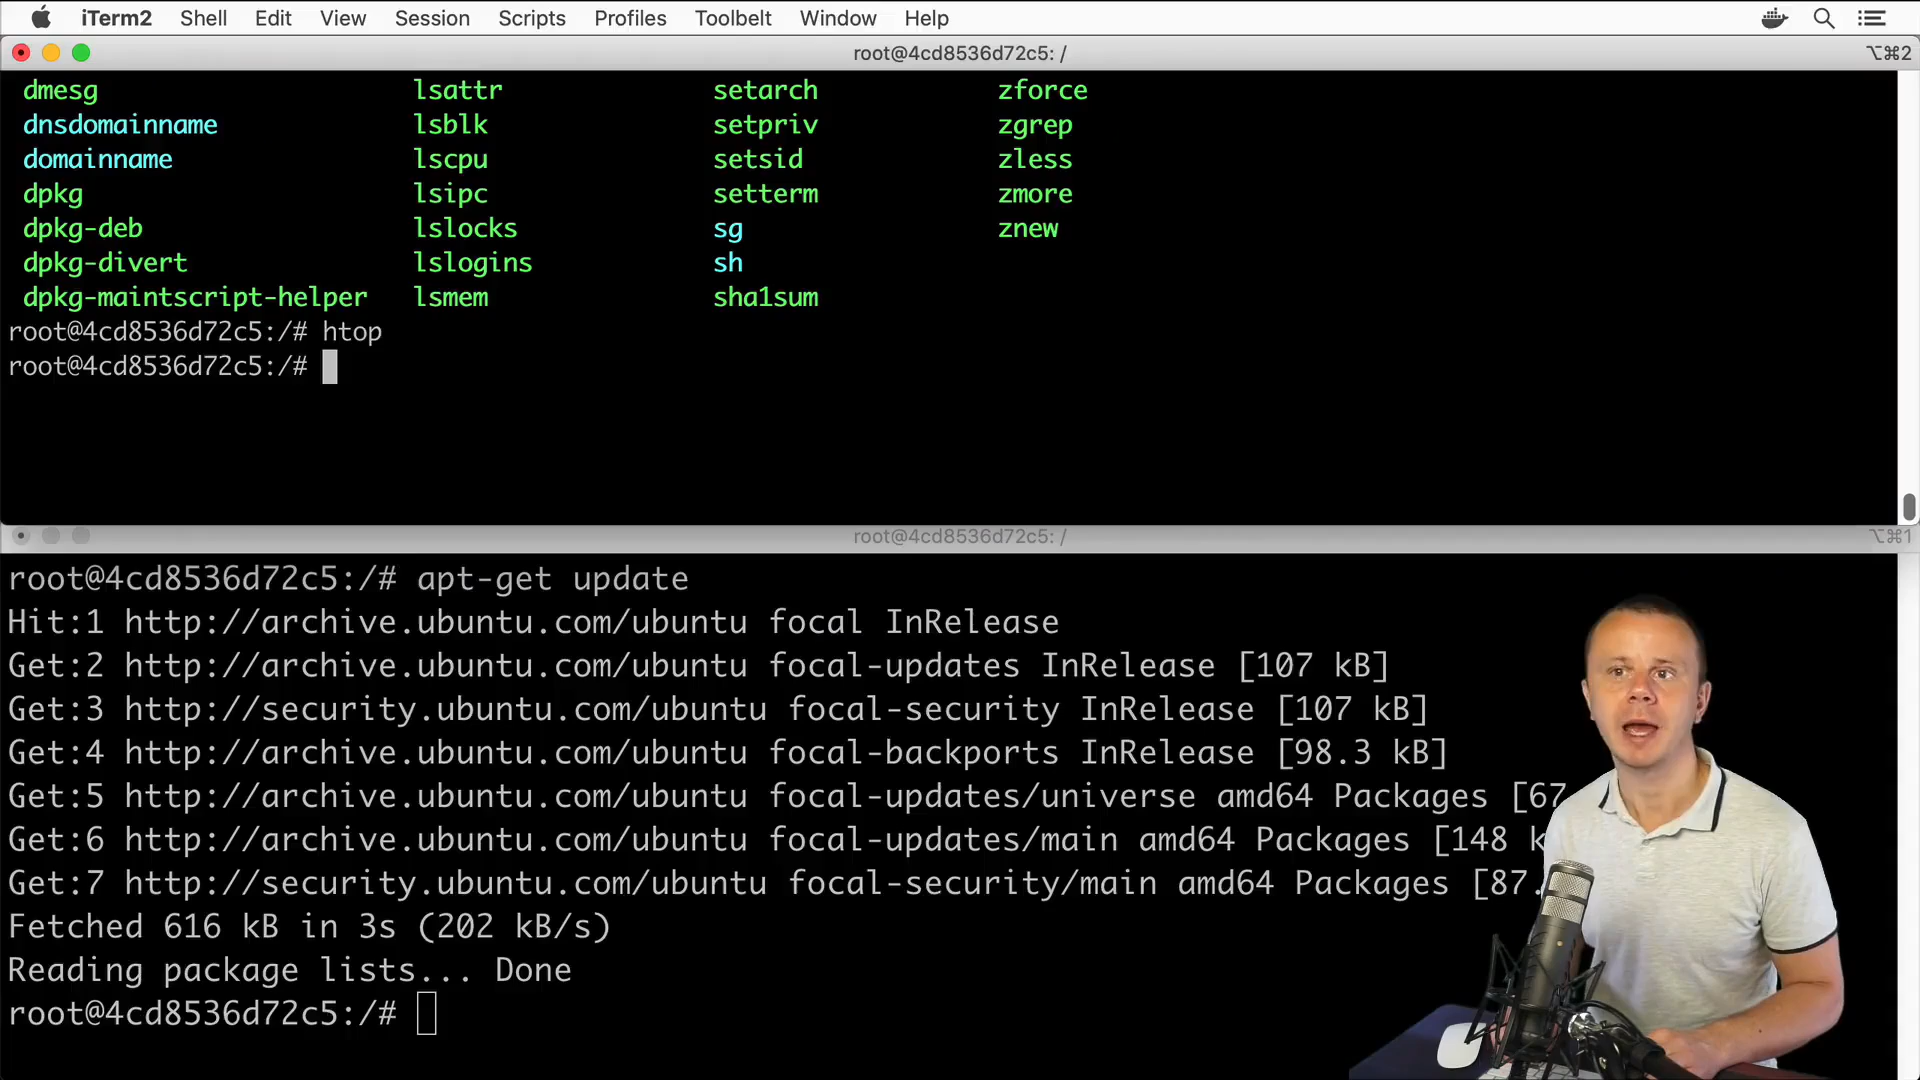 iTerm2 Shell Edit View Session Scripts Profiles Toolbelt Window Help
root@4cd8536d72c5: / ⌥⌘2
dmesg lsattr setarch zforce
dnsdomainname lsblk setpriv zgrep
domainname lscpu setsid zless
dpkg lsipc setterm zmore
dpkg-deb lslocks sg znew
dpkg-divert lslogins sh
dpkg-maintscript-helper lsmem sha1sum
root@4cd8536d72c5:/# htop
root@4cd8536d72c5:/#
root@4cd8536d72c5: / ⌥⌘1
root@4cd8536d72c5:/# apt-get update
Hit:1 http://archive.ubuntu.com/ubuntu focal InRelease
Get:2 http://archive.ubuntu.com/ubuntu focal-updates InRelease [107 kB]
Get:3 http://security.ubuntu.com/ubuntu focal-security InRelease [107 kB]
Get:4 http://archive.ubuntu.com/ubuntu focal-backports InRelease [98.3 kB]
Get:5 http://archive.ubuntu.com/ubuntu focal-updates/universe amd64 Packages [67
Get:6 http://archive.ubuntu.com/ubuntu focal-updates/main amd64 Packages [148 k
Get:7 http://security.ubuntu.com/ubuntu focal-security/main amd64 Packages [87.
Fetched 616 kB in 3s (202 kB/s)
Reading package lists... Done
root@4cd8536d72c5:/#